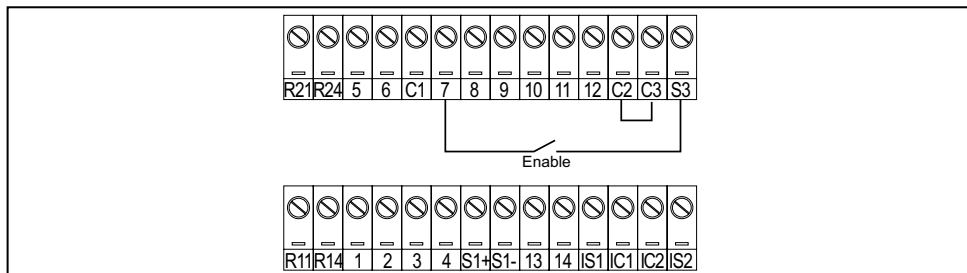 R21 R24 5 6 C1 7 8 9 10 11 12 C2 C3 S3
Enable
R11 R14 1 2 3 4 S1+ S1- 13 14 IS1 IC1 IC2 IS2